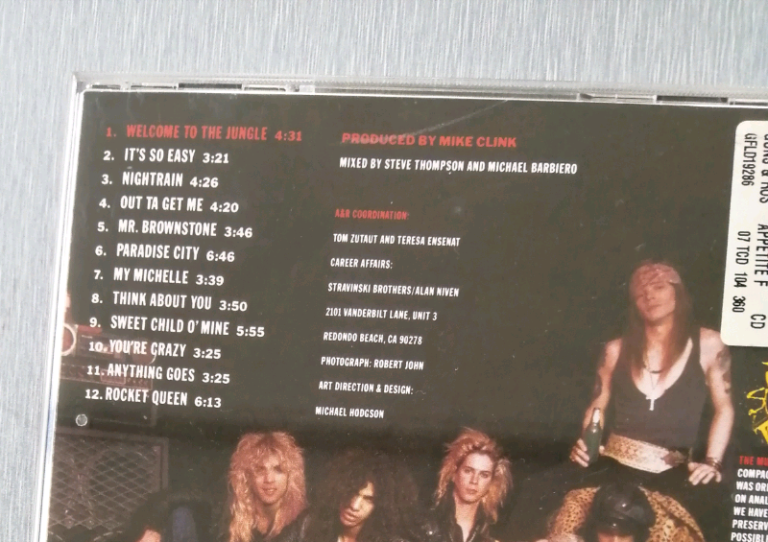 1. WELCOME TO THE JUNGLE 4:31
2. IT'S SO EASY 3:21
3. NIGHTRAIN 4:26
4. OUT TA GET ME 4:20
5. MR. BROWNSTONE 3:46
6. PARADISE CITY 6:46
7. MY MICHELLE 3:39
8. THINK ABOUT YOU 3:50
9. SWEET CHILD O' MINE 5:55
10. YOU'RE CRAZY 3:25
11. ANYTHING GOES 3:25
12. ROCKET QUEEN 6:13
PRODUCED BY MIKE CLINK
MIXED BY STEVE THOMPSON AND MICHAEL BARBIERO
A&R COORDINATION:
TOM ZUTAUT AND TERESA ENSENAT
CAREER AFFAIRS:
STRAVINSKI BROTHERS/ALAN NIVEN
2101 VANDERBILT LANE, UNIT 3
REDONDO BEACH, CA 90278
PHOTOGRAPH: ROBERT JOHN
ART DIRECTION & DESIGN:
MICHAEL HODGSON
APPETITE F CD
GFLD19286 07 TCD 104 360
THE MU
COMPAC
WAS OR
ON ANAL
WE HAVE
PRESERV
POSSIBLE